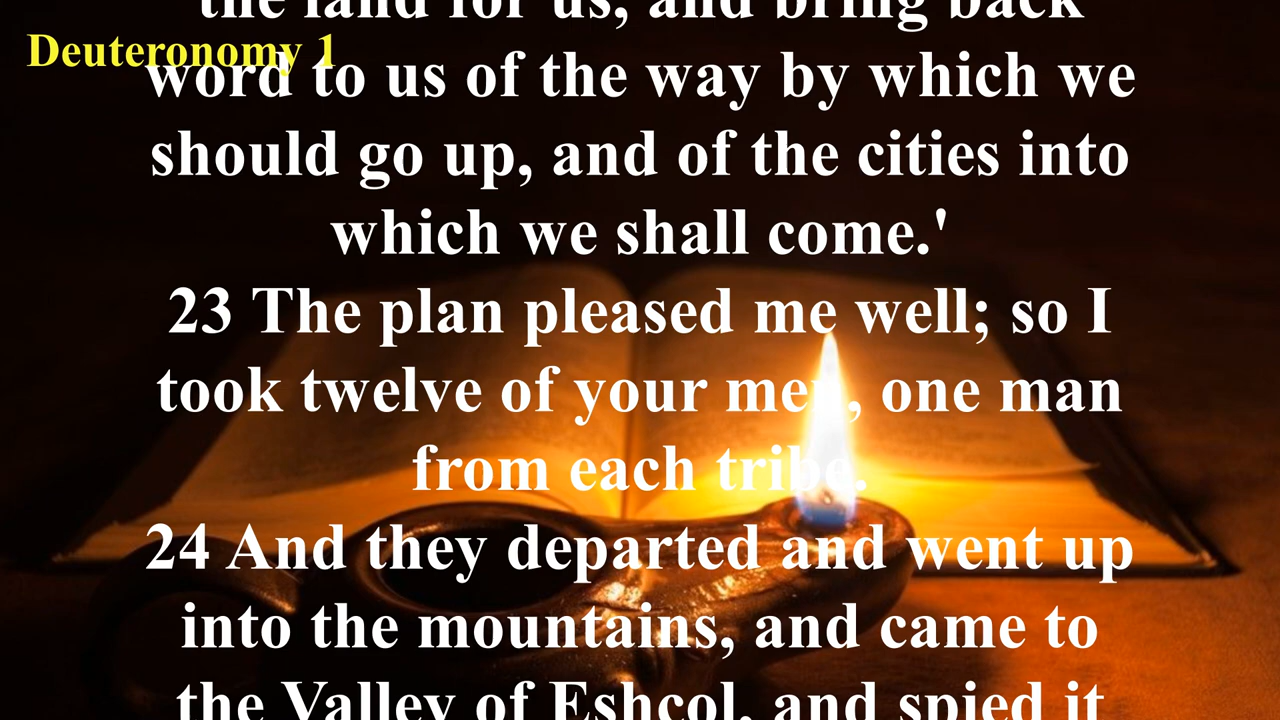 the land for us, and bring back
Deuteronomy 1
word to us of the way by which we
should go up, and of the cities into
which we shall come.'
23 The plan pleased me well; so I
took twelve of your men, one man
from each tribe.
24 And they departed and went up
into the mountains, and came to
the Valley of Eshcol, and spied it